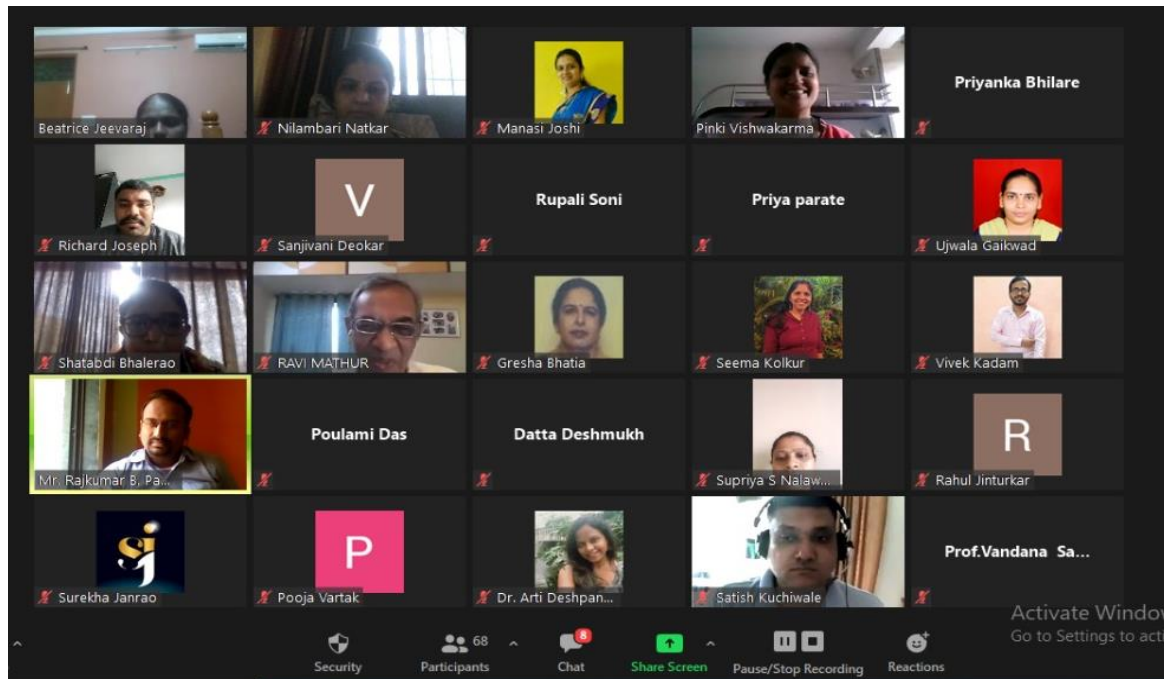 Beatrice Jeevaraj
Nilambari Natkar
Manasi Joshi
Pinki Vishwakarma
Priyanka Bhilare
Richard Joseph
V
Sanjivani Deokar
Rupali Soni
Priya parate
Ujwala Gaikwad
Shatabdi Bhalerao
RAVI MATHUR
Gresha Bhatia
Seema Kolkur
Vivek Kadam
Mr. Rajkumar B. Pa...
Poulami Das
Datta Deshmukh
Supriya S Nalaw...
R
Rahul Jinturkar
SJ
Surekha Janrao
P
Pooja Vartak
Dr. Arti Deshpan...
Satish Kuchiwale
Prof.Vandana Sa...
Activate Window
Go to Settings to acti
Security
68
Participants
8
Chat
Share Screen
Pause/Stop Recording
Reactions